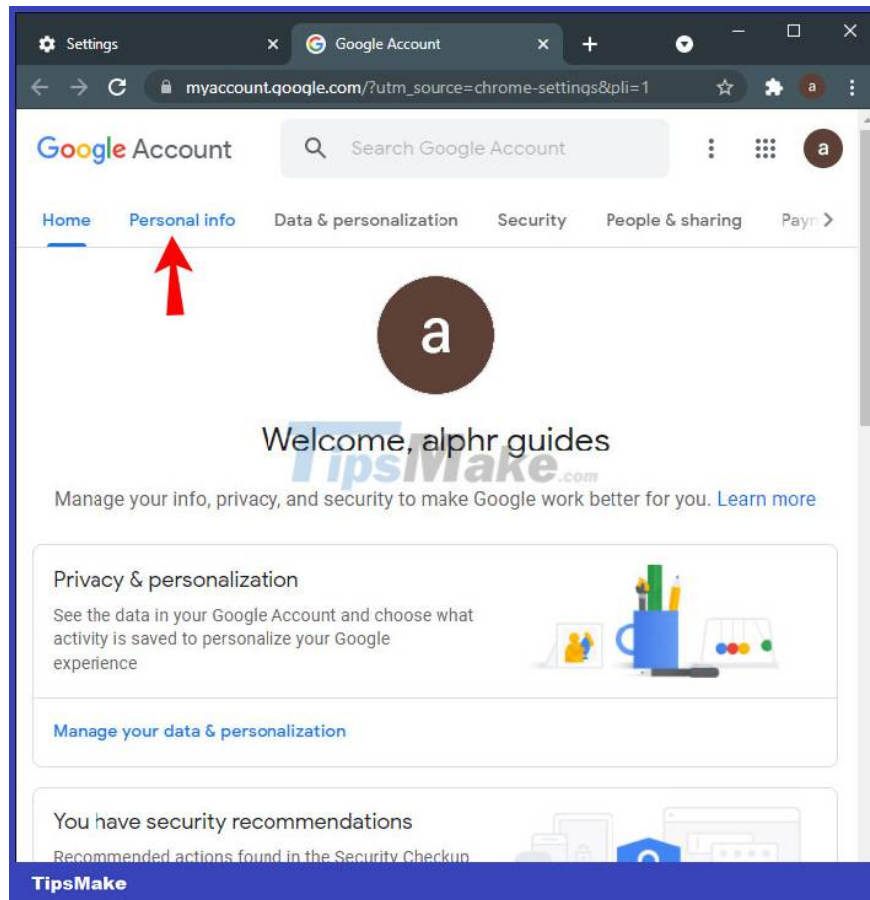 Settings
Google Account
myaccount.google.com/?utm_source=chrome-settings&pli=1
a
Google Account
Search Google Account
a
Home Personal info Data & personalization Security People & sharing
a
Welcome, alphr guides
TipsMake.com
Manage your info, privacy, and security to make Google work better for you. Learn more
Privacy & personalization
See the data in your Google Account and choose what
activity is saved to personalize your Google
experience
Manage your data & personalization
You have security recommendations
Recommended actions found in the Security Checkup
TipsMake